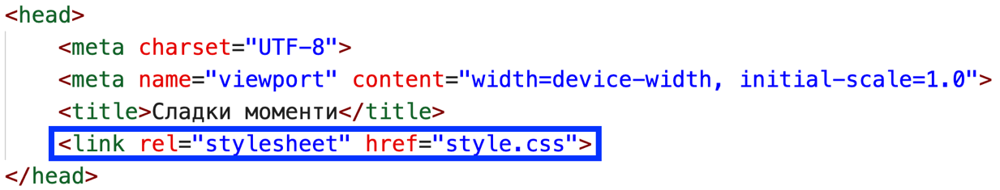 <head>
<meta charset="UTF-8">
<meta name="viewport" content="width=device-width, initial-scale=1.0">
<title>Сладки моменти</title>
<link rel="stylesheet" href="style.css">
</head>